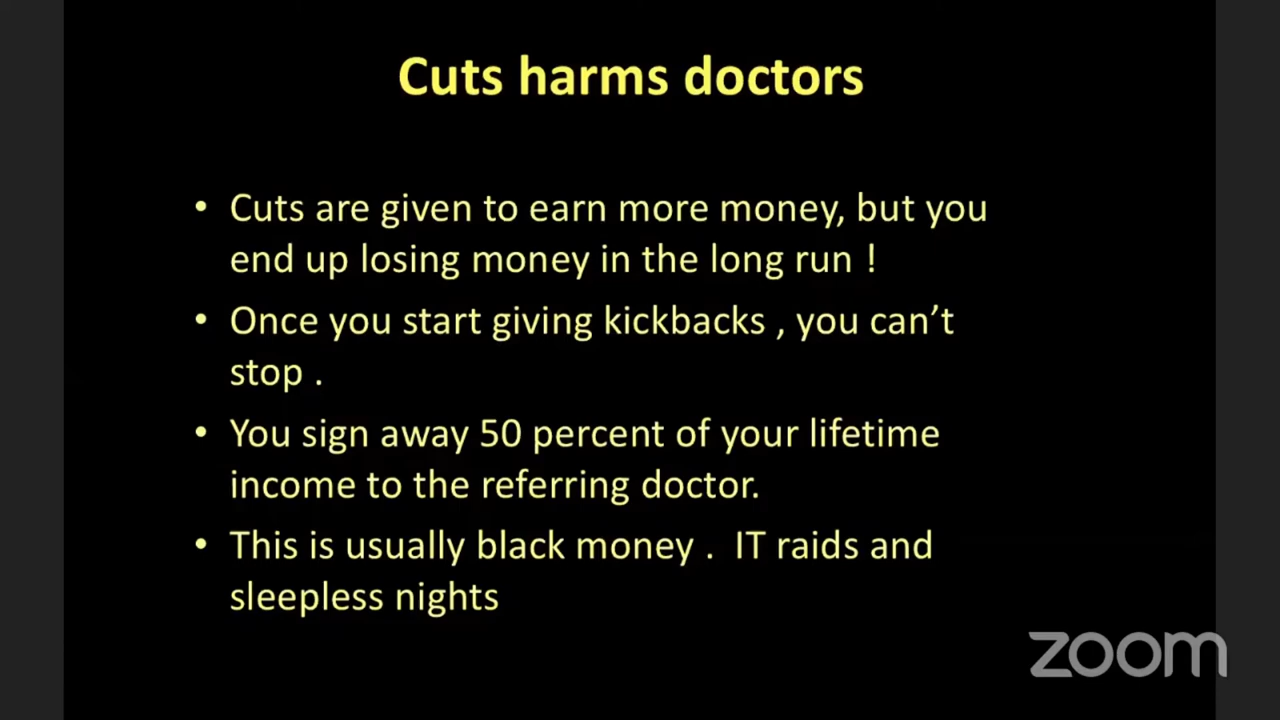 Cuts harms doctors
• Cuts are given to earn more money, but you
end up losing money in the long run !
• Once you start giving kickbacks , you can’t
stop .
• You sign away 50 percent of your lifetime
income to the referring doctor.
• This is usually black money .  IT raids and
sleepless nights
zoom